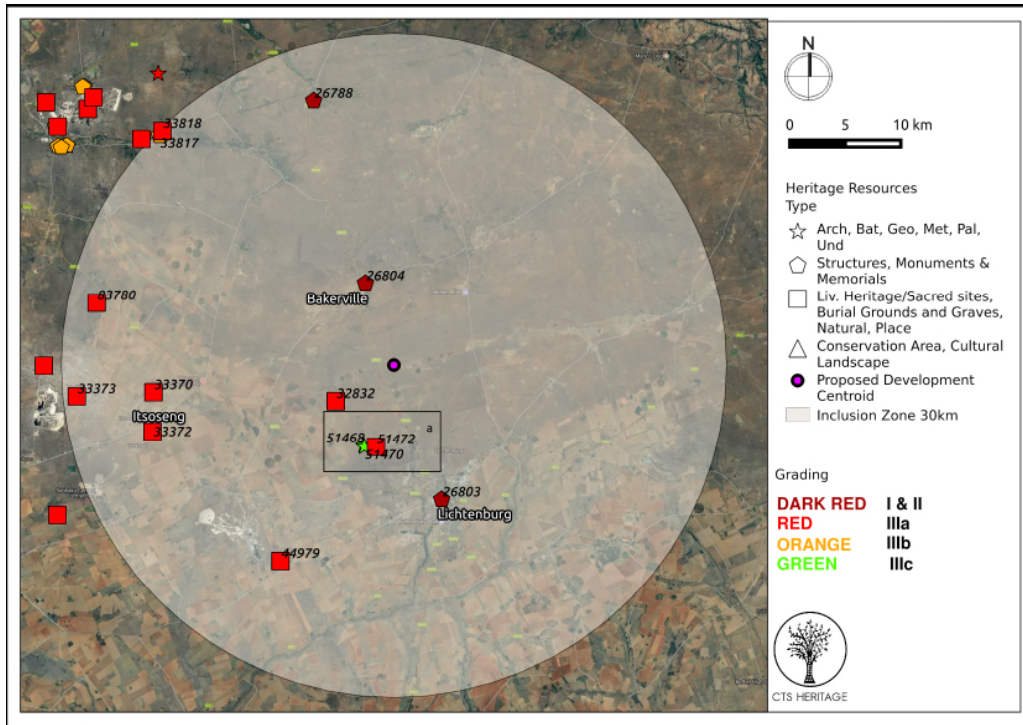 26788
33818
33817
26804
Bakerville
83780
33373
33370
Itsoseng
33372
32832
a
51468
51472
51470
26803
Lichtenburg
44979
N
0 5 10 km
Heritage Resources
Type
Arch, Bat, Geo, Met, Pal,
Und
Structures, Monuments &
Memorials
Liv. Heritage/Sacred sites,
Burial Grounds and Graves,
Natural, Place
Conservation Area, Cultural
Landscape
Proposed Development
Centroid
Inclusion Zone 30km
Grading
DARK RED I & II
RED IIIa
ORANGE IIIb
GREEN IIIc
CTS HERITAGE